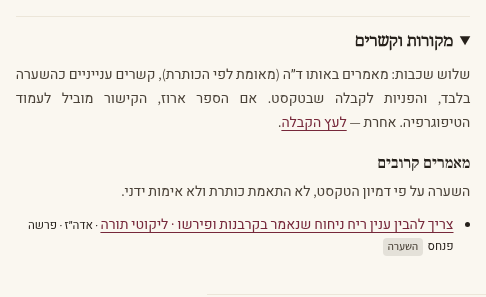 ▼ מקורות וקשרים
שלוש שכבות: מאמרים באותו ד״ה (מאומת לפי הכותרת), קשרים ענייניים כהשערה
בלבד, והפניות לקבלה שבטקסט. אם הספר ארוז, הקישור מוביל לעמוד
הטיפוגרפיה. אחרת — לעץ הקבלה.
מאמרים קרובים
השערה על פי דמיון הטקסט, לא התאמת כותרת ולא אימות ידני.
• צריך להבין ענין ריח ניחוח שנאמר בקרבנות ופירשו · ליקוטי תורה · אדה״ז · פרשה
פנחס השערה